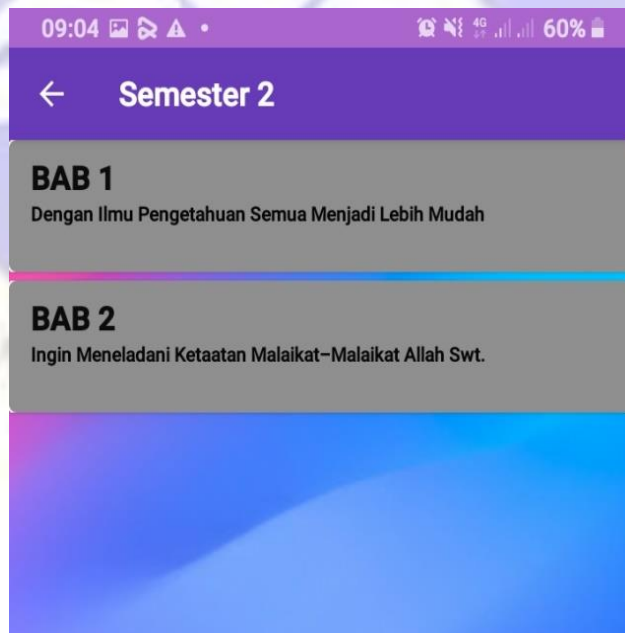 09:04 60%
4G
Semester 2
BAB 1
Dengan Ilmu Pengetahuan Semua Menjadi Lebih Mudah
BAB 2
Ingin Meneladani Ketaatan Malaikat-Malaikat Allah Swt.